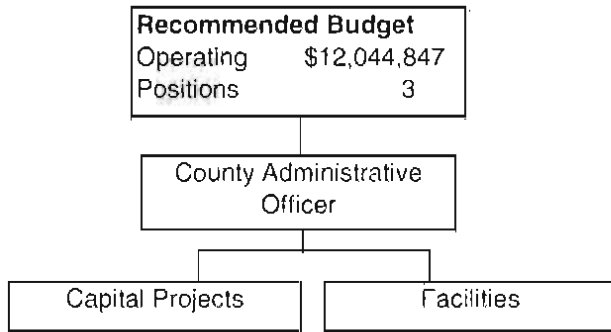 Recommended Budget
Operating $12,044,847
Positions 3
County Administrative
Officer
Capital Projects
Facilities